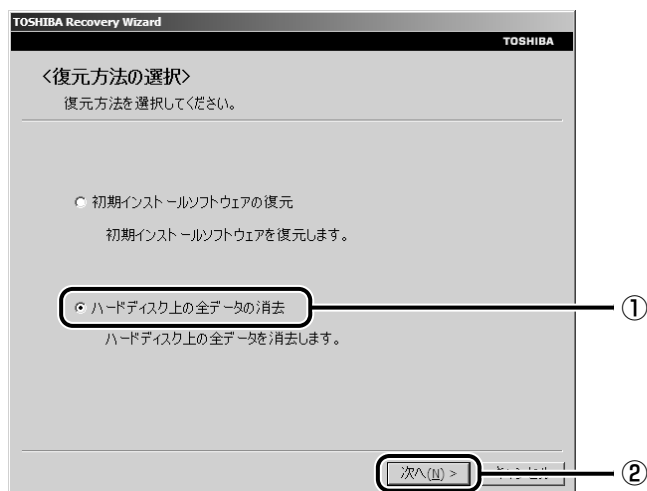 TOSHIBA Recovery Wizard
TOSHIBA
<復元方法の選択>
復元方法を選択してください。
初期インストールソフトウェアの復元
初期インストールソフトウェアを復元します。
ハードディスク上の全データの消去
①
ハードディスク上の全データを消去します。
次へ(N) >
②